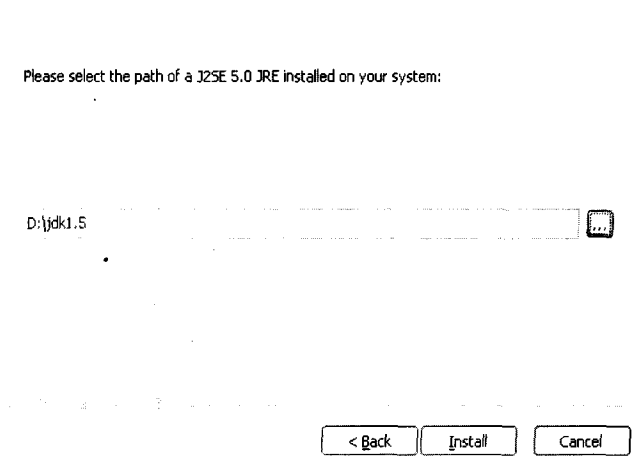 Please select the path of a J2SE 5.0 JRE installed on your system:
D:\jdk1.5
...
< Back
Install
Cancel